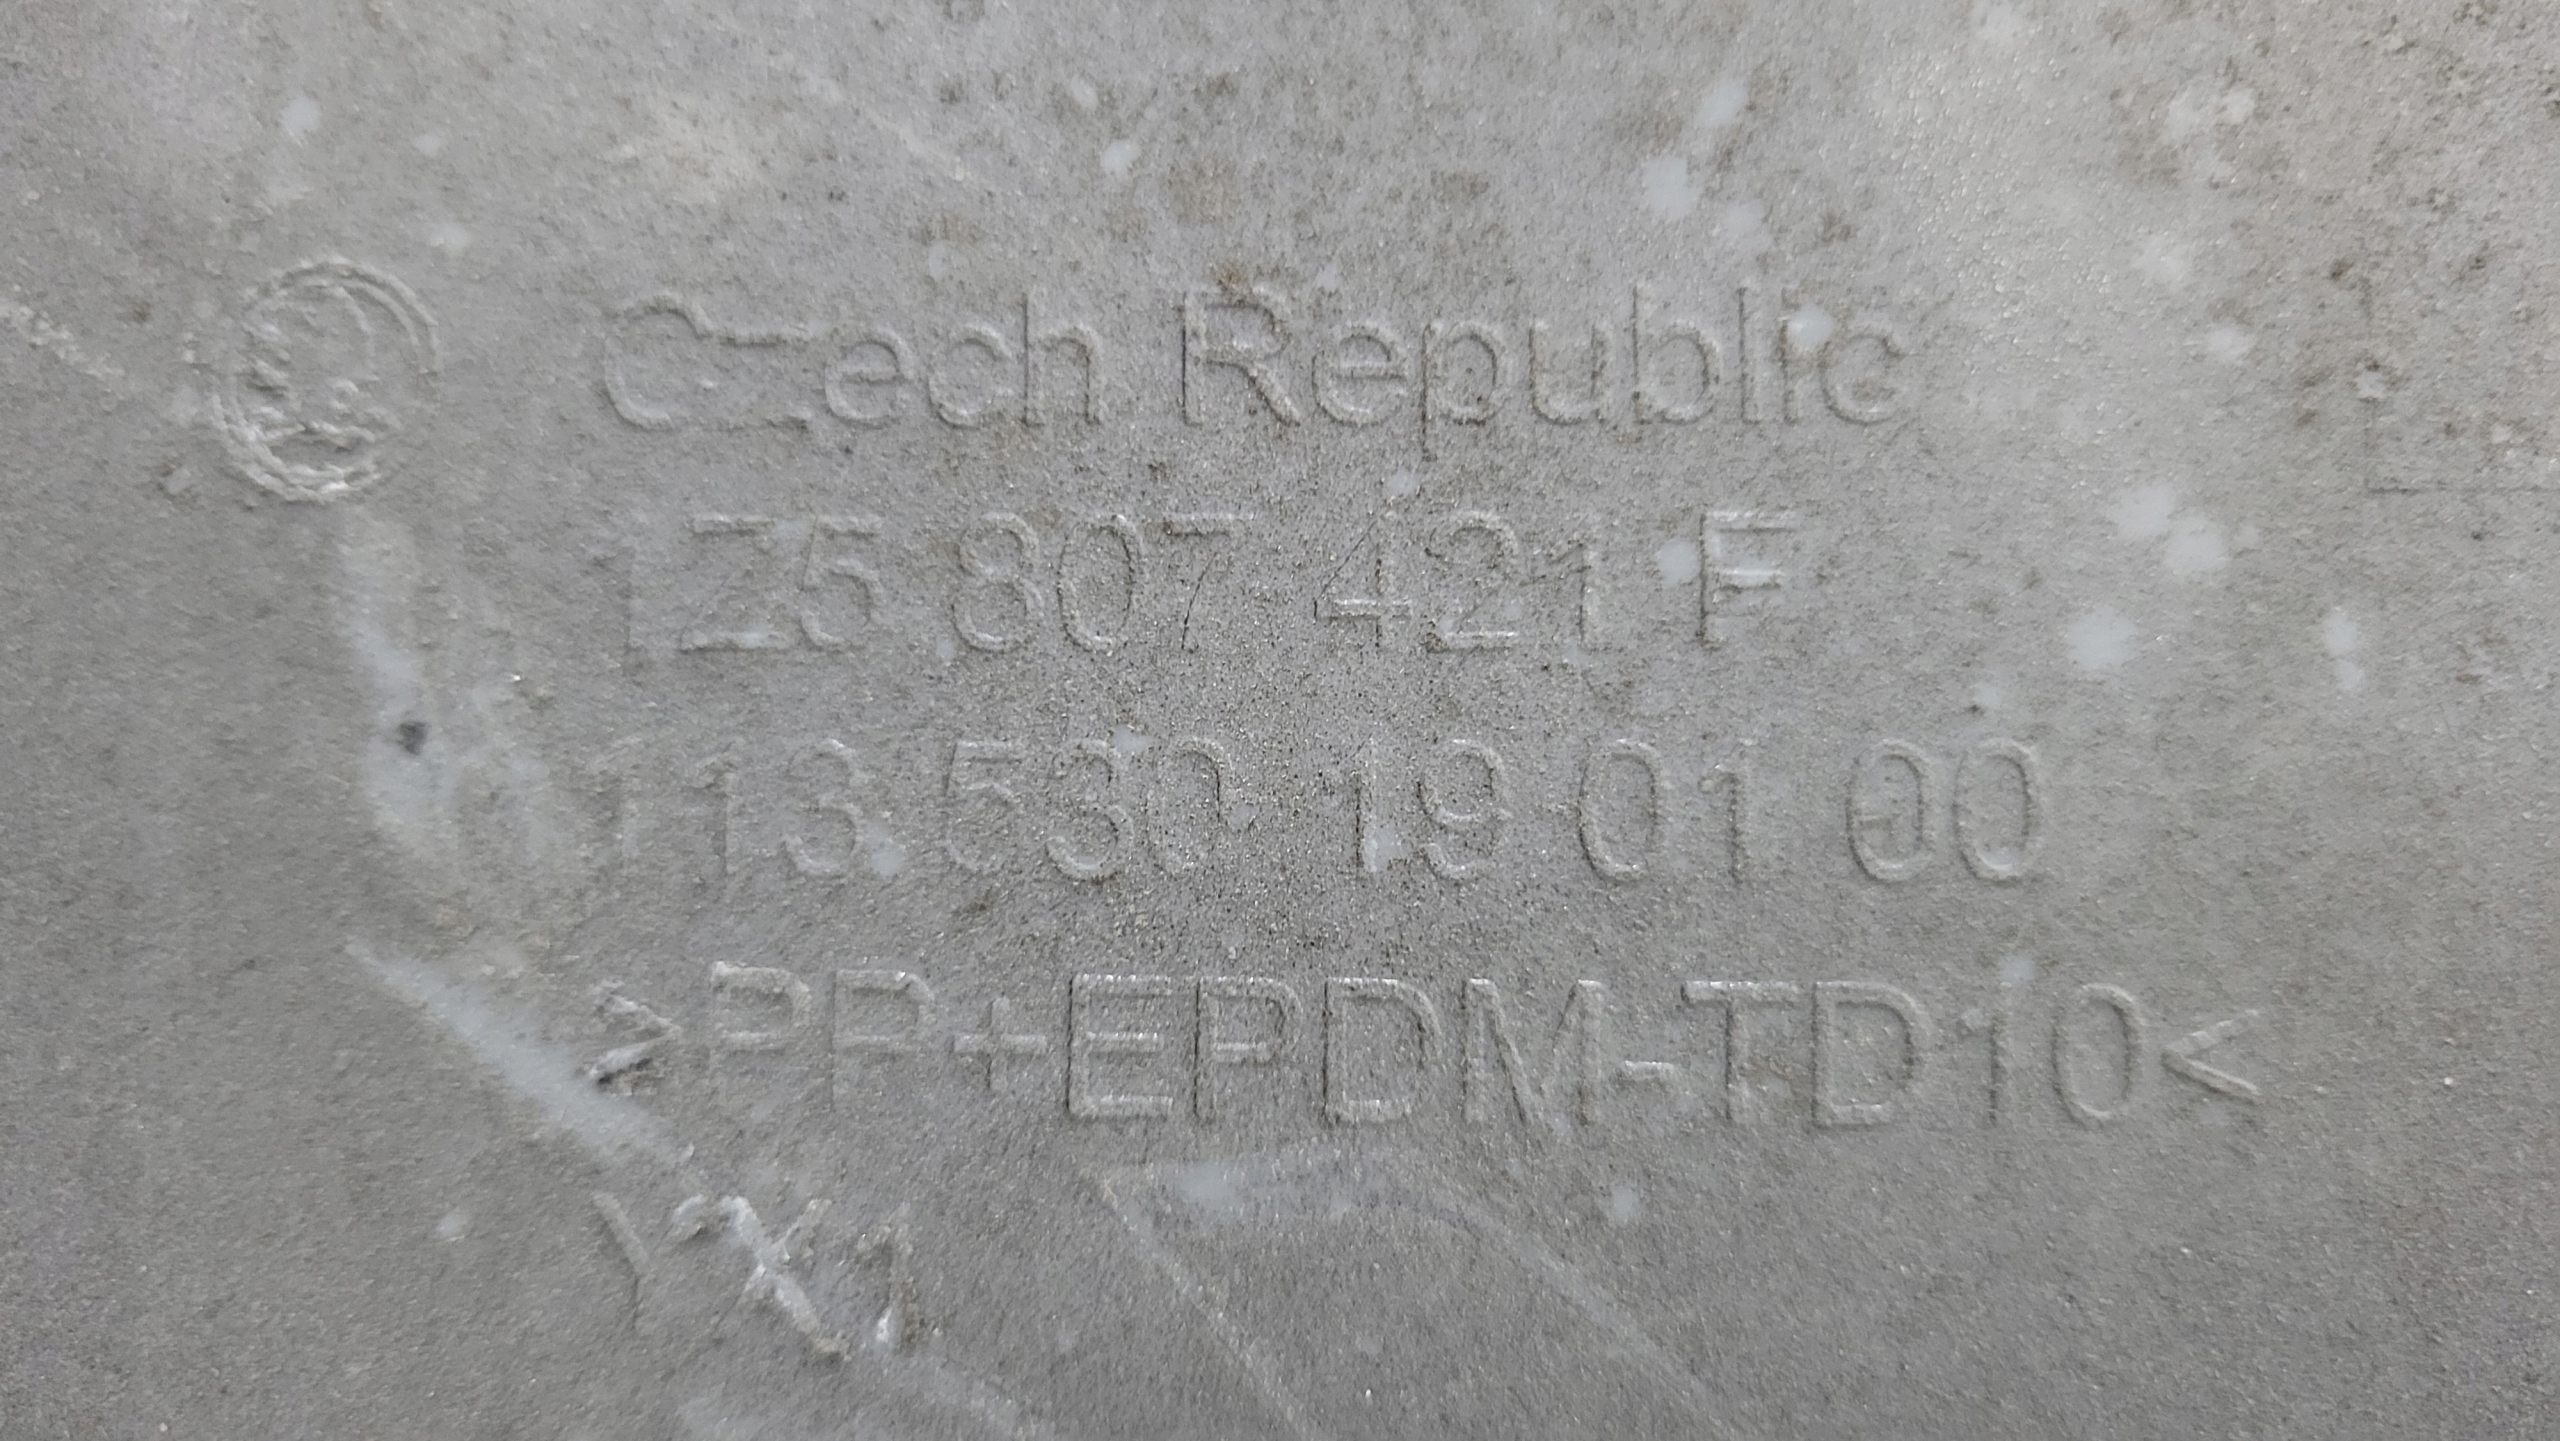 Czech Republic
1Z5 807 421 F
113.530-19 01 00
>PP+EPDM-TD10<